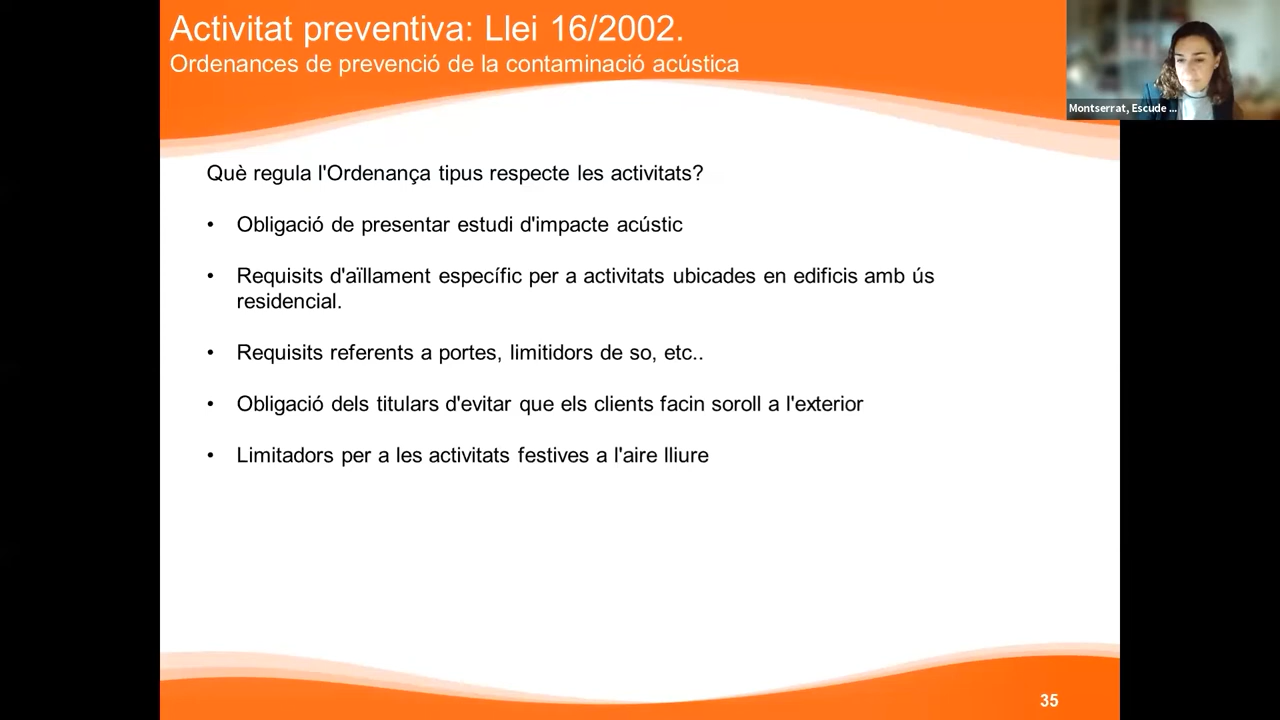 Activitat preventiva: Llei 16/2002.
Ordenances de prevenció de la contaminació acústica
Montserrat, Escude ...
Què regula l'Ordenança tipus respecte les activitats?
• Obligació de presentar estudi d'impacte acústic
• Requisits d'aïllament específic per a activitats ubicades en edificis amb ús
residencial.
• Requisits referents a portes, limitidors de so, etc..
• Obligació dels titulars d'evitar que els clients facin soroll a l'exterior
• Limitadors per a les activitats festives a l'aire lliure
35